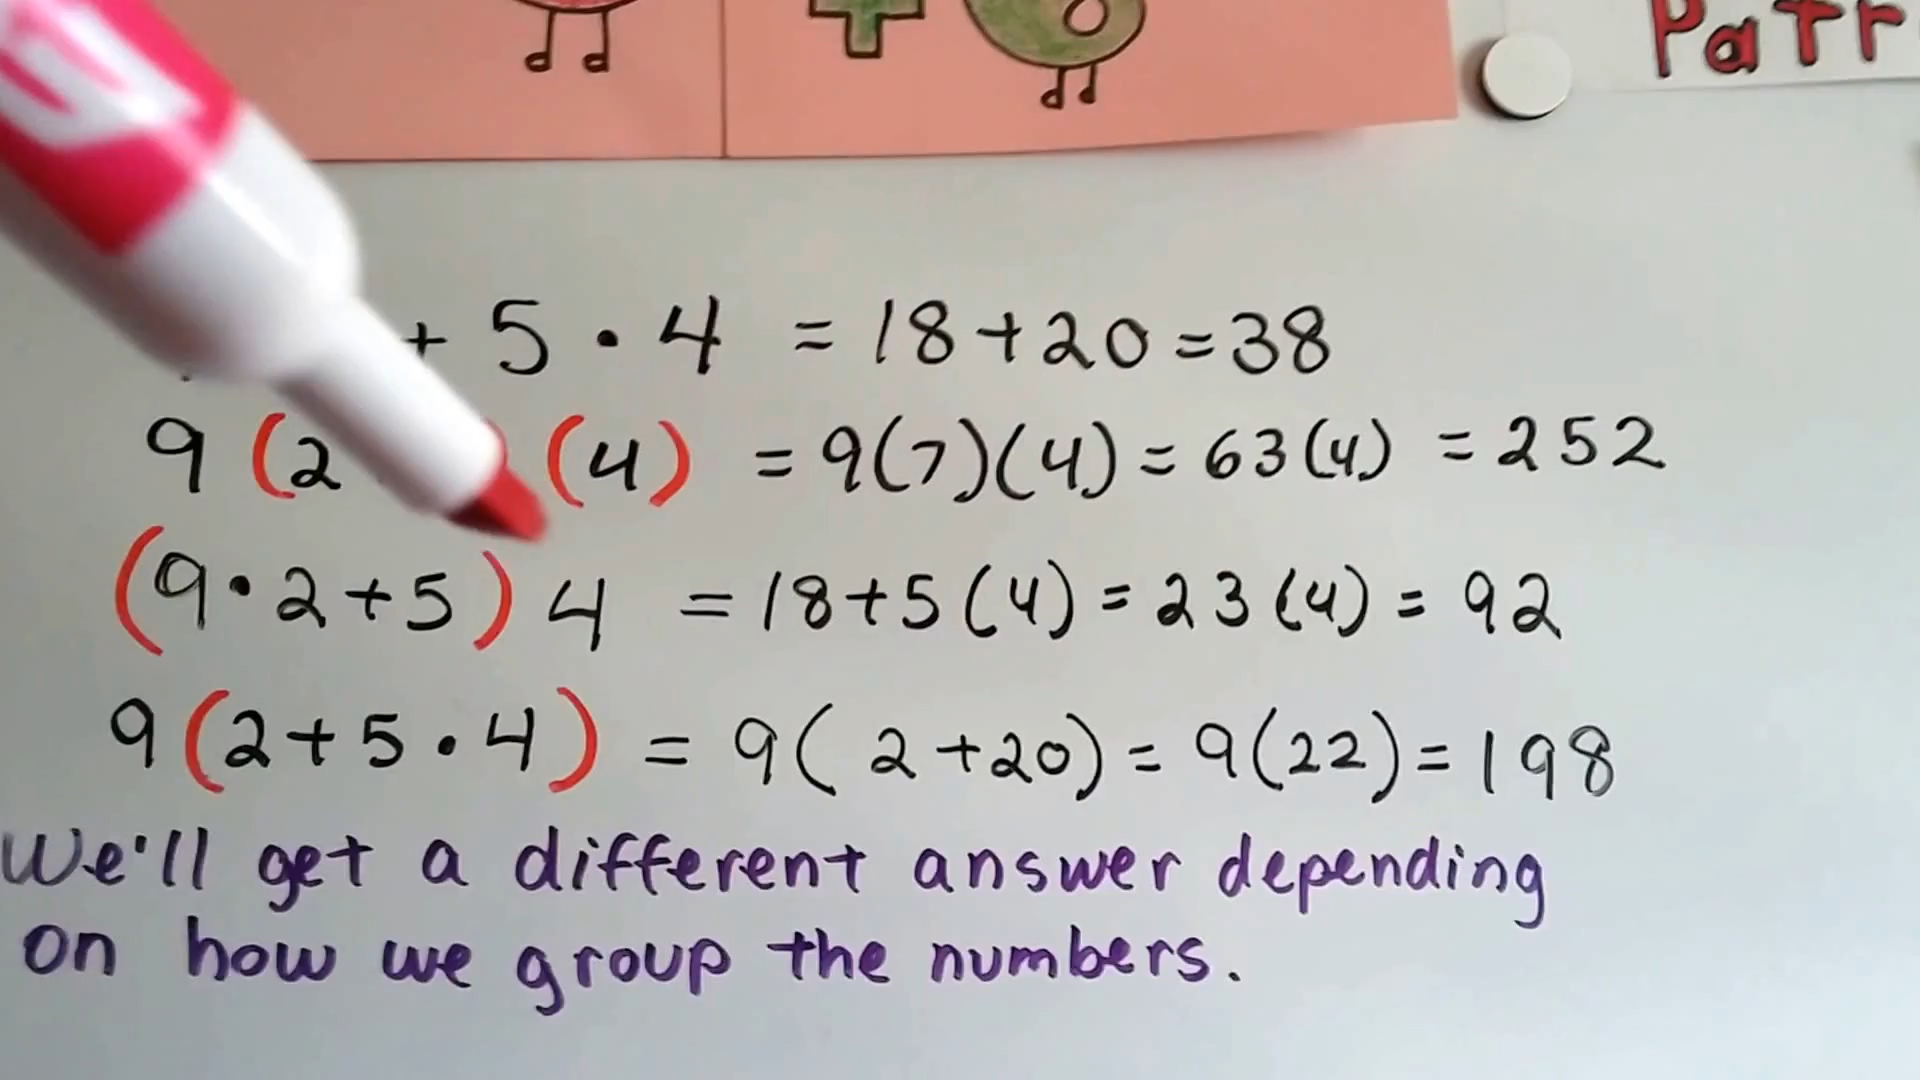 Patr
+ 5 · 4 = 18 + 20 = 38
9 (2 ) (4) = 9(7)(4) = 63(4) = 252
(9 · 2 + 5) 4 = 18 + 5 (4) = 23 (4) = 92
9 (2 + 5 · 4) = 9 ( 2 + 20) = 9 (22) = 198
We'll get a different answer depending
on how we group the numbers.